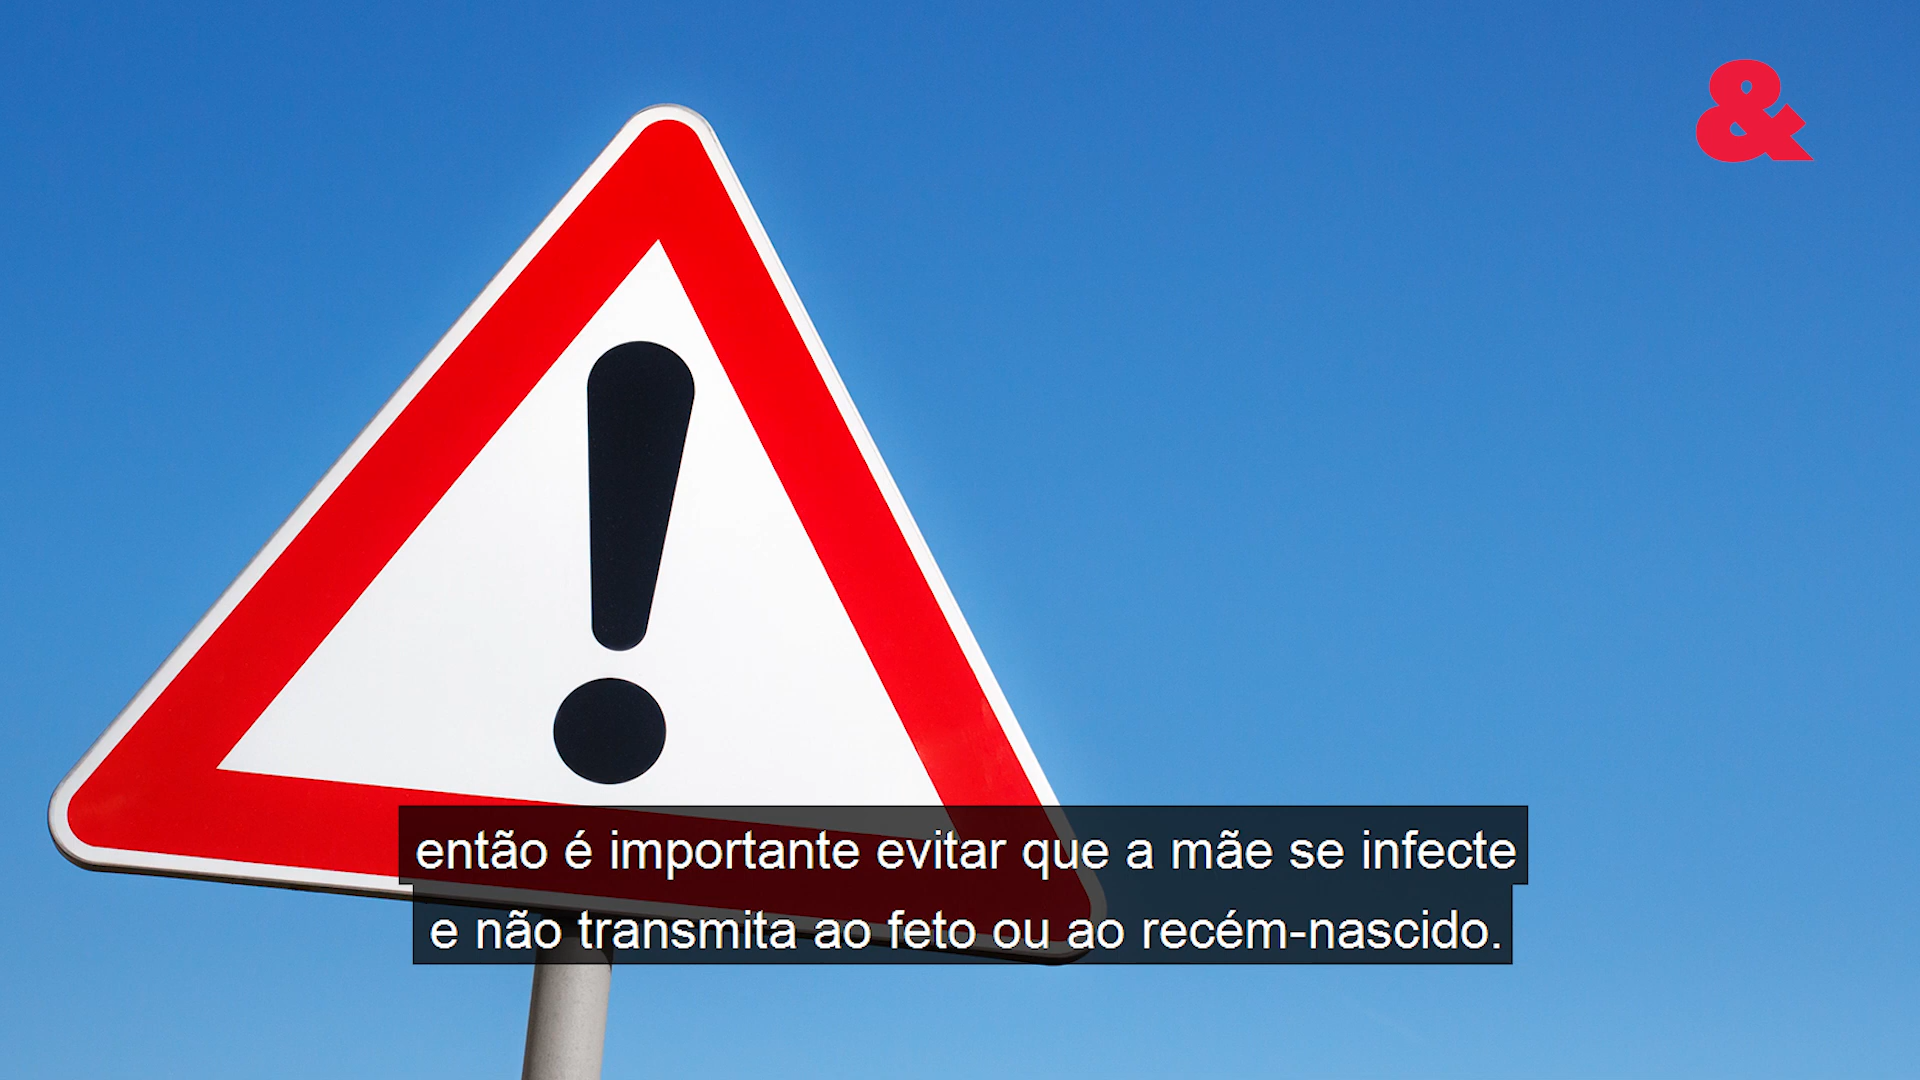 &
!
então é importante evitar que a mãe se infecte
e não transmita ao feto ou ao recém-nascido.